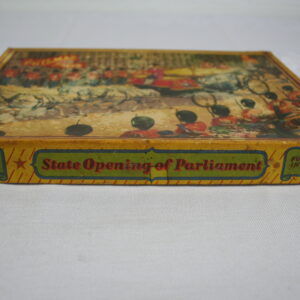 State Opening of Parliament